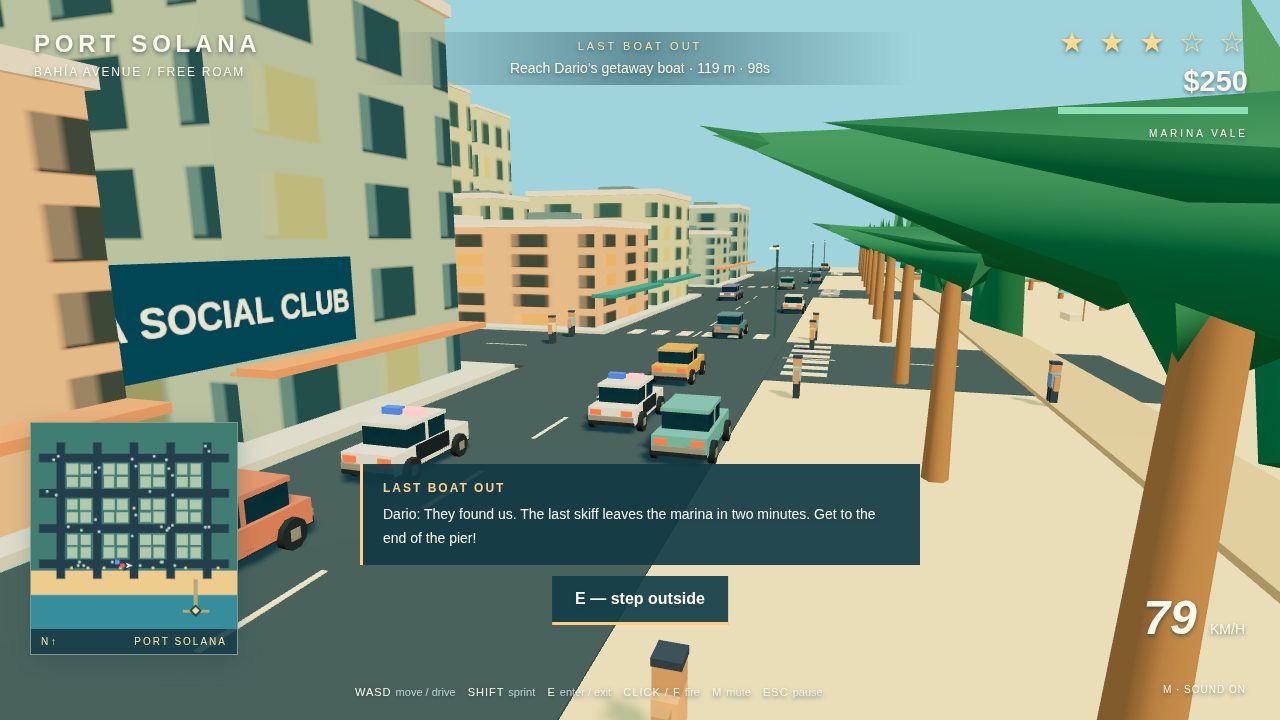 PORT SOLANA
BAHÍA AVENUE / FREE ROAM
LAST BOAT OUT
Reach Dario's getaway boat · 119 m · 98s
★ ★ ★ ☆ ☆
$250
MARINA VALE
SOCIAL CLUB
LAST BOAT OUT
Dario: They found us. The last skiff leaves the marina in two minutes. Get to the
end of the pier!
E — step outside
79 KM/H
N↑ PORT SOLANA
WASD move / drive SHIFT sprint E enter / exit CLICK / F fire M mute ESC pause
M · SOUND ON